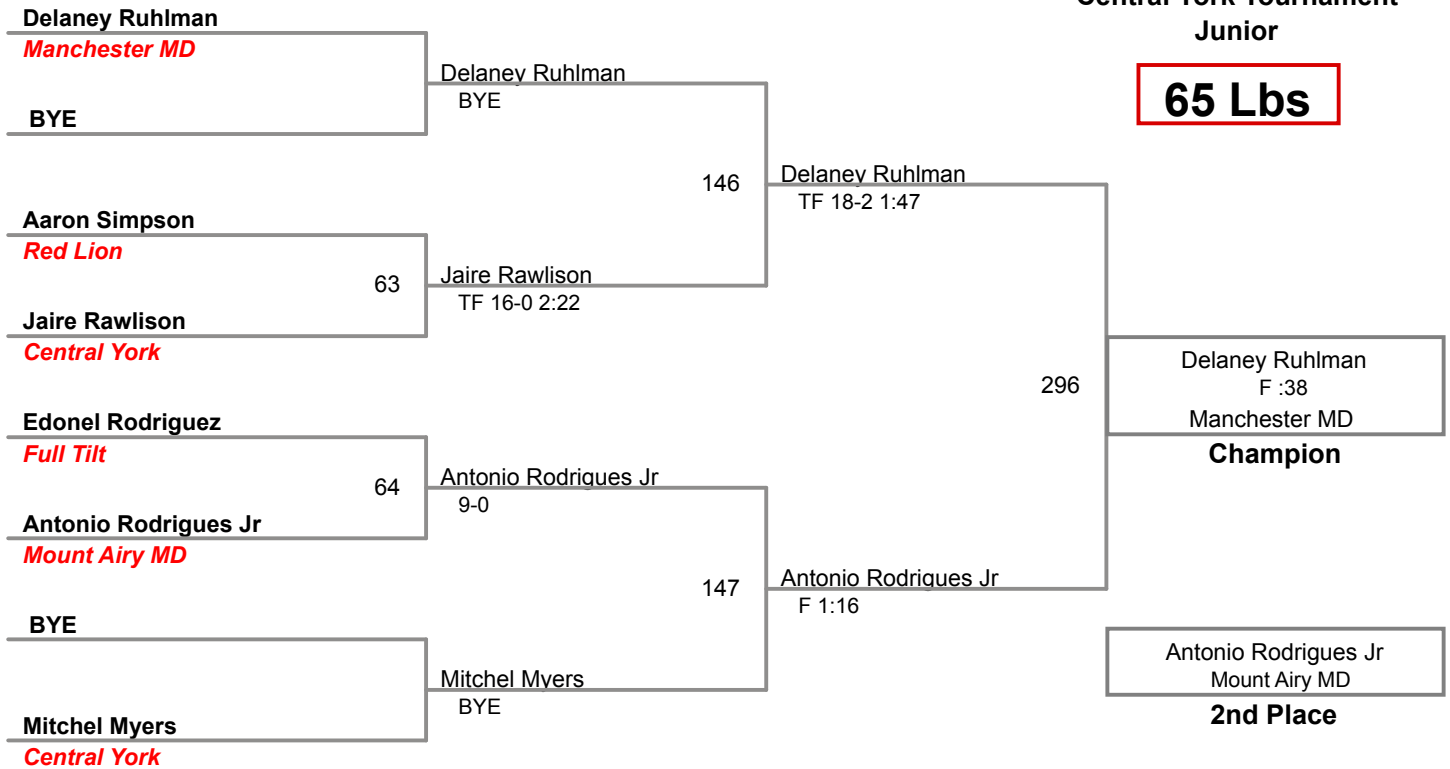 Central York Tournament
Junior
65 Lbs
Delaney Ruhlman
Manchester MD
BYE
Aaron Simpson
Red Lion
63
Jaire Rawlison
Central York
Edonel Rodriguez
Full Tilt
64
Antonio Rodrigues Jr
Mount Airy MD
BYE
Mitchel Myers
Central York
Delaney Ruhlman
BYE
146
Jaire Rawlison
TF 16-0 2:22
Antonio Rodrigues Jr
9-0
147
Mitchel Myers
BYE
Delaney Ruhlman
TF 18-2 1:47
296
Antonio Rodrigues Jr
F 1:16
Delaney Ruhlman
F :38
Manchester MD
Champion
Antonio Rodrigues Jr
Mount Airy MD
2nd Place